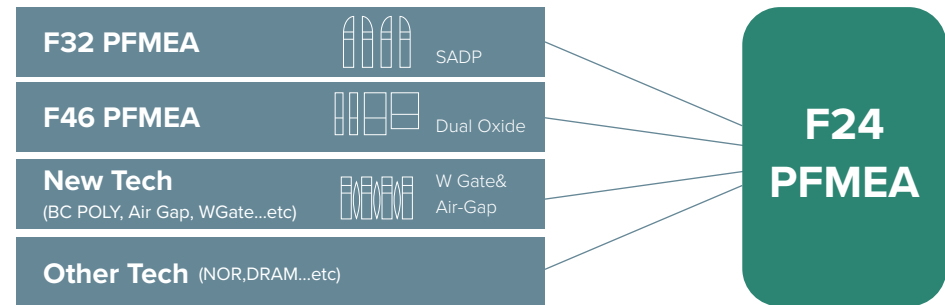 F32 PFMEA
SADP
F46 PFMEA
Dual Oxide
New Tech
(BC POLY, Air Gap, WGate...etc)
W Gate&
Air-Gap
Other Tech (NOR,DRAM...etc)
F24
PFMEA